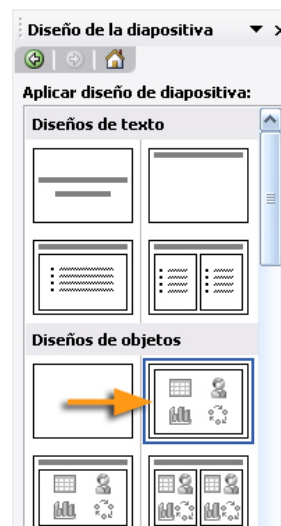 Diseño de la diapositiva
Aplicar diseño de diapositiva:
Diseños de texto
Diseños de objetos